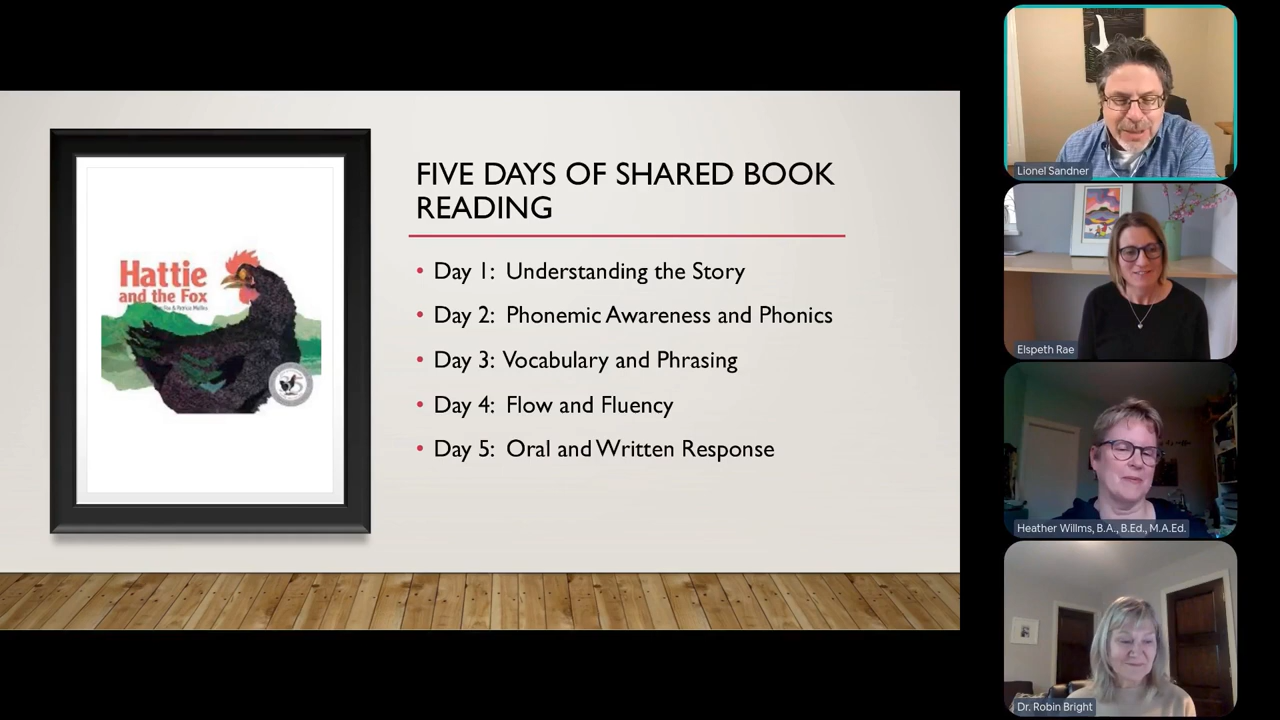 FIVE DAYS OF SHARED BOOK
READING
• Day 1: Understanding the Story
• Day 2: Phonemic Awareness and Phonics
• Day 3: Vocabulary and Phrasing
• Day 4: Flow and Fluency
• Day 5: Oral and Written Response
Hattie
and the Fox
Lionel Sandner
Elspeth Rae
Heather Willms, B.A., B.Ed., M.A.Ed.
Dr. Robin Bright